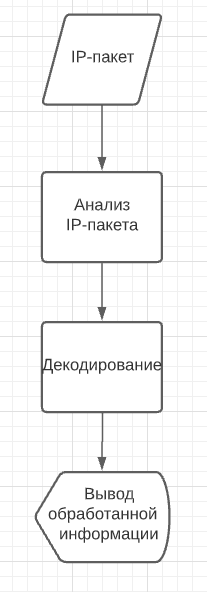 IP-пакет
Анализ
IP-пакета
Декодирование
Вывод
обработанной
информации